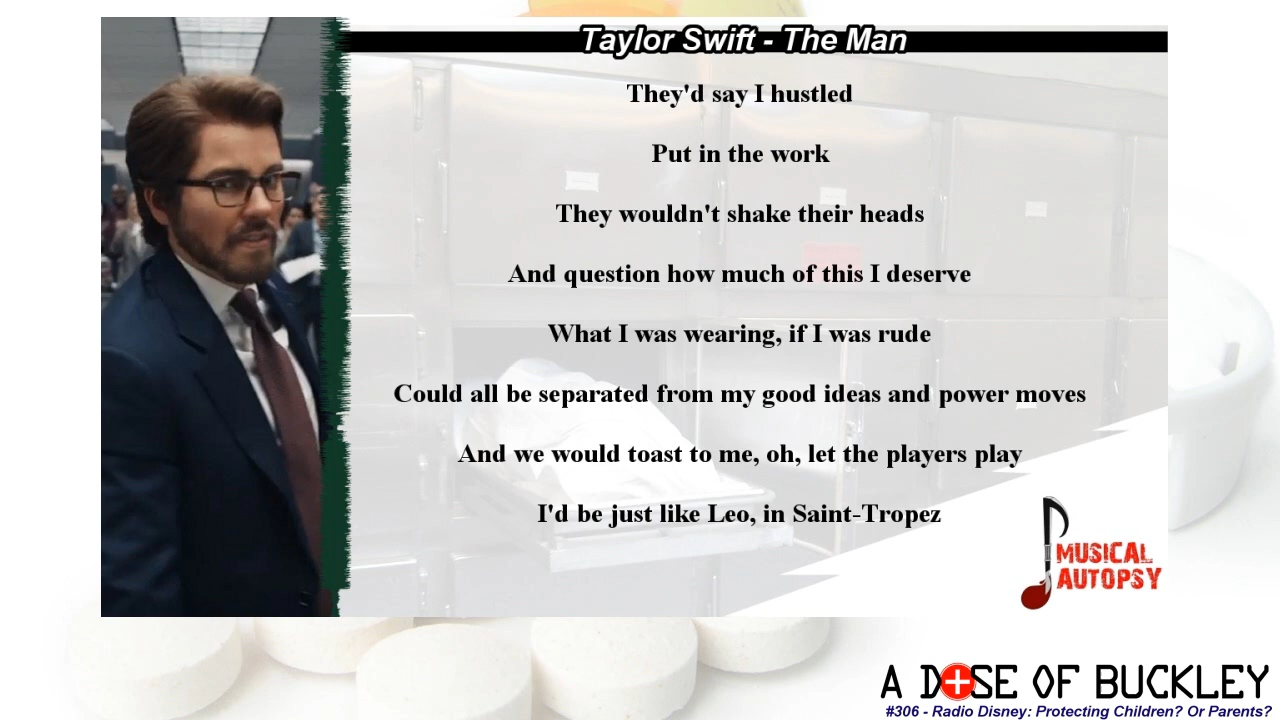 Taylor Swift - The Man
They'd say I hustled
Put in the work
They wouldn't shake their heads
And question how much of this I deserve
What I was wearing, if I was rude
Could all be separated from my good ideas and power moves
And we would toast to me, oh, let the players play
I'd be just like Leo, in Saint-Tropez
MUSICAL
AUTOPSY
A DOSE OF BUCKLEY
#306 - Radio Disney: Protecting Children? Or Parents?